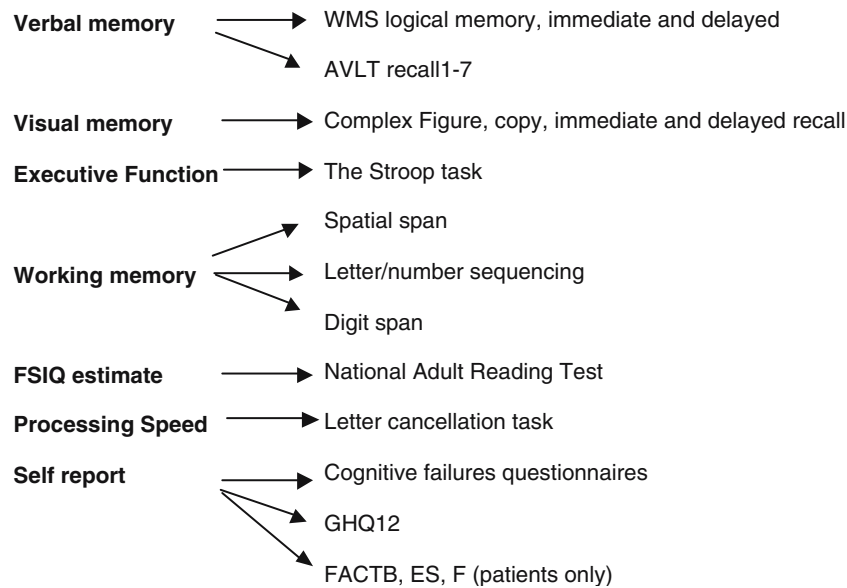 Verbal memory WMS logical memory, immediate and delayed
AVLT recall1-7
Visual memory Complex Figure, copy, immediate and delayed recall
Executive Function The Stroop task
Spatial span
Working memory Letter/number sequencing
Digit span
FSIQ estimate National Adult Reading Test
Processing Speed Letter cancellation task
Self report Cognitive failures questionnaires
GHQ12
FACTB, ES, F (patients only)